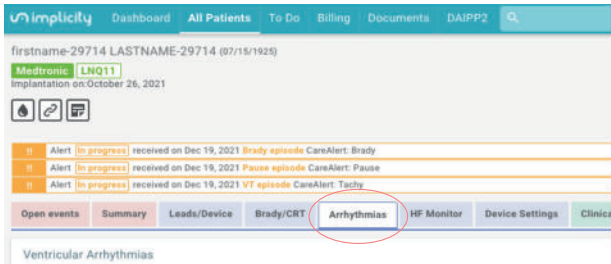 implicity Dashboard All Patients To Do Billing Documents DAIPP2
firstname-29714 LASTNAME-29714 (07/15/1925)
Medtronic LNQ11
Implantation on:October 26, 2021
!! Alert In progress received on Dec 19, 2021 Brady episode CareAlert: Brady
!! Alert In progress received on Dec 19, 2021 Pause episode CareAlert: Pause
!! Alert In progress received on Dec 19, 2021 VT episode CareAlert: Tachy
Open events Summary Leads/Device Brady/CRT Arrhythmias HF Monitor Device Settings Clinica
Ventricular Arrhythmias